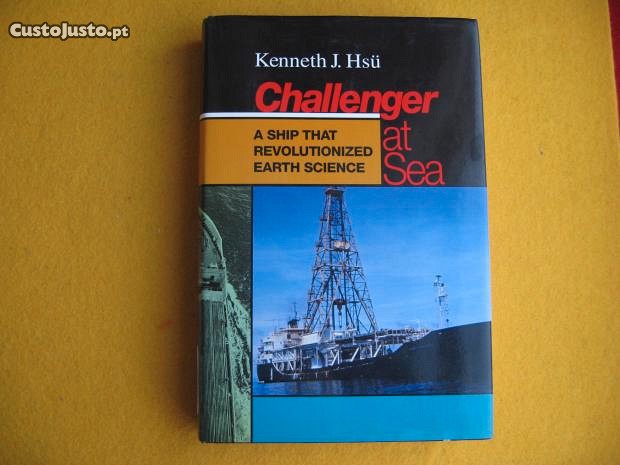 CustoJusto.pt
Kenneth J. Hsü
Challenger
at
Sea
A SHIP THAT
REVOLUTIONIZED
EARTH SCIENCE